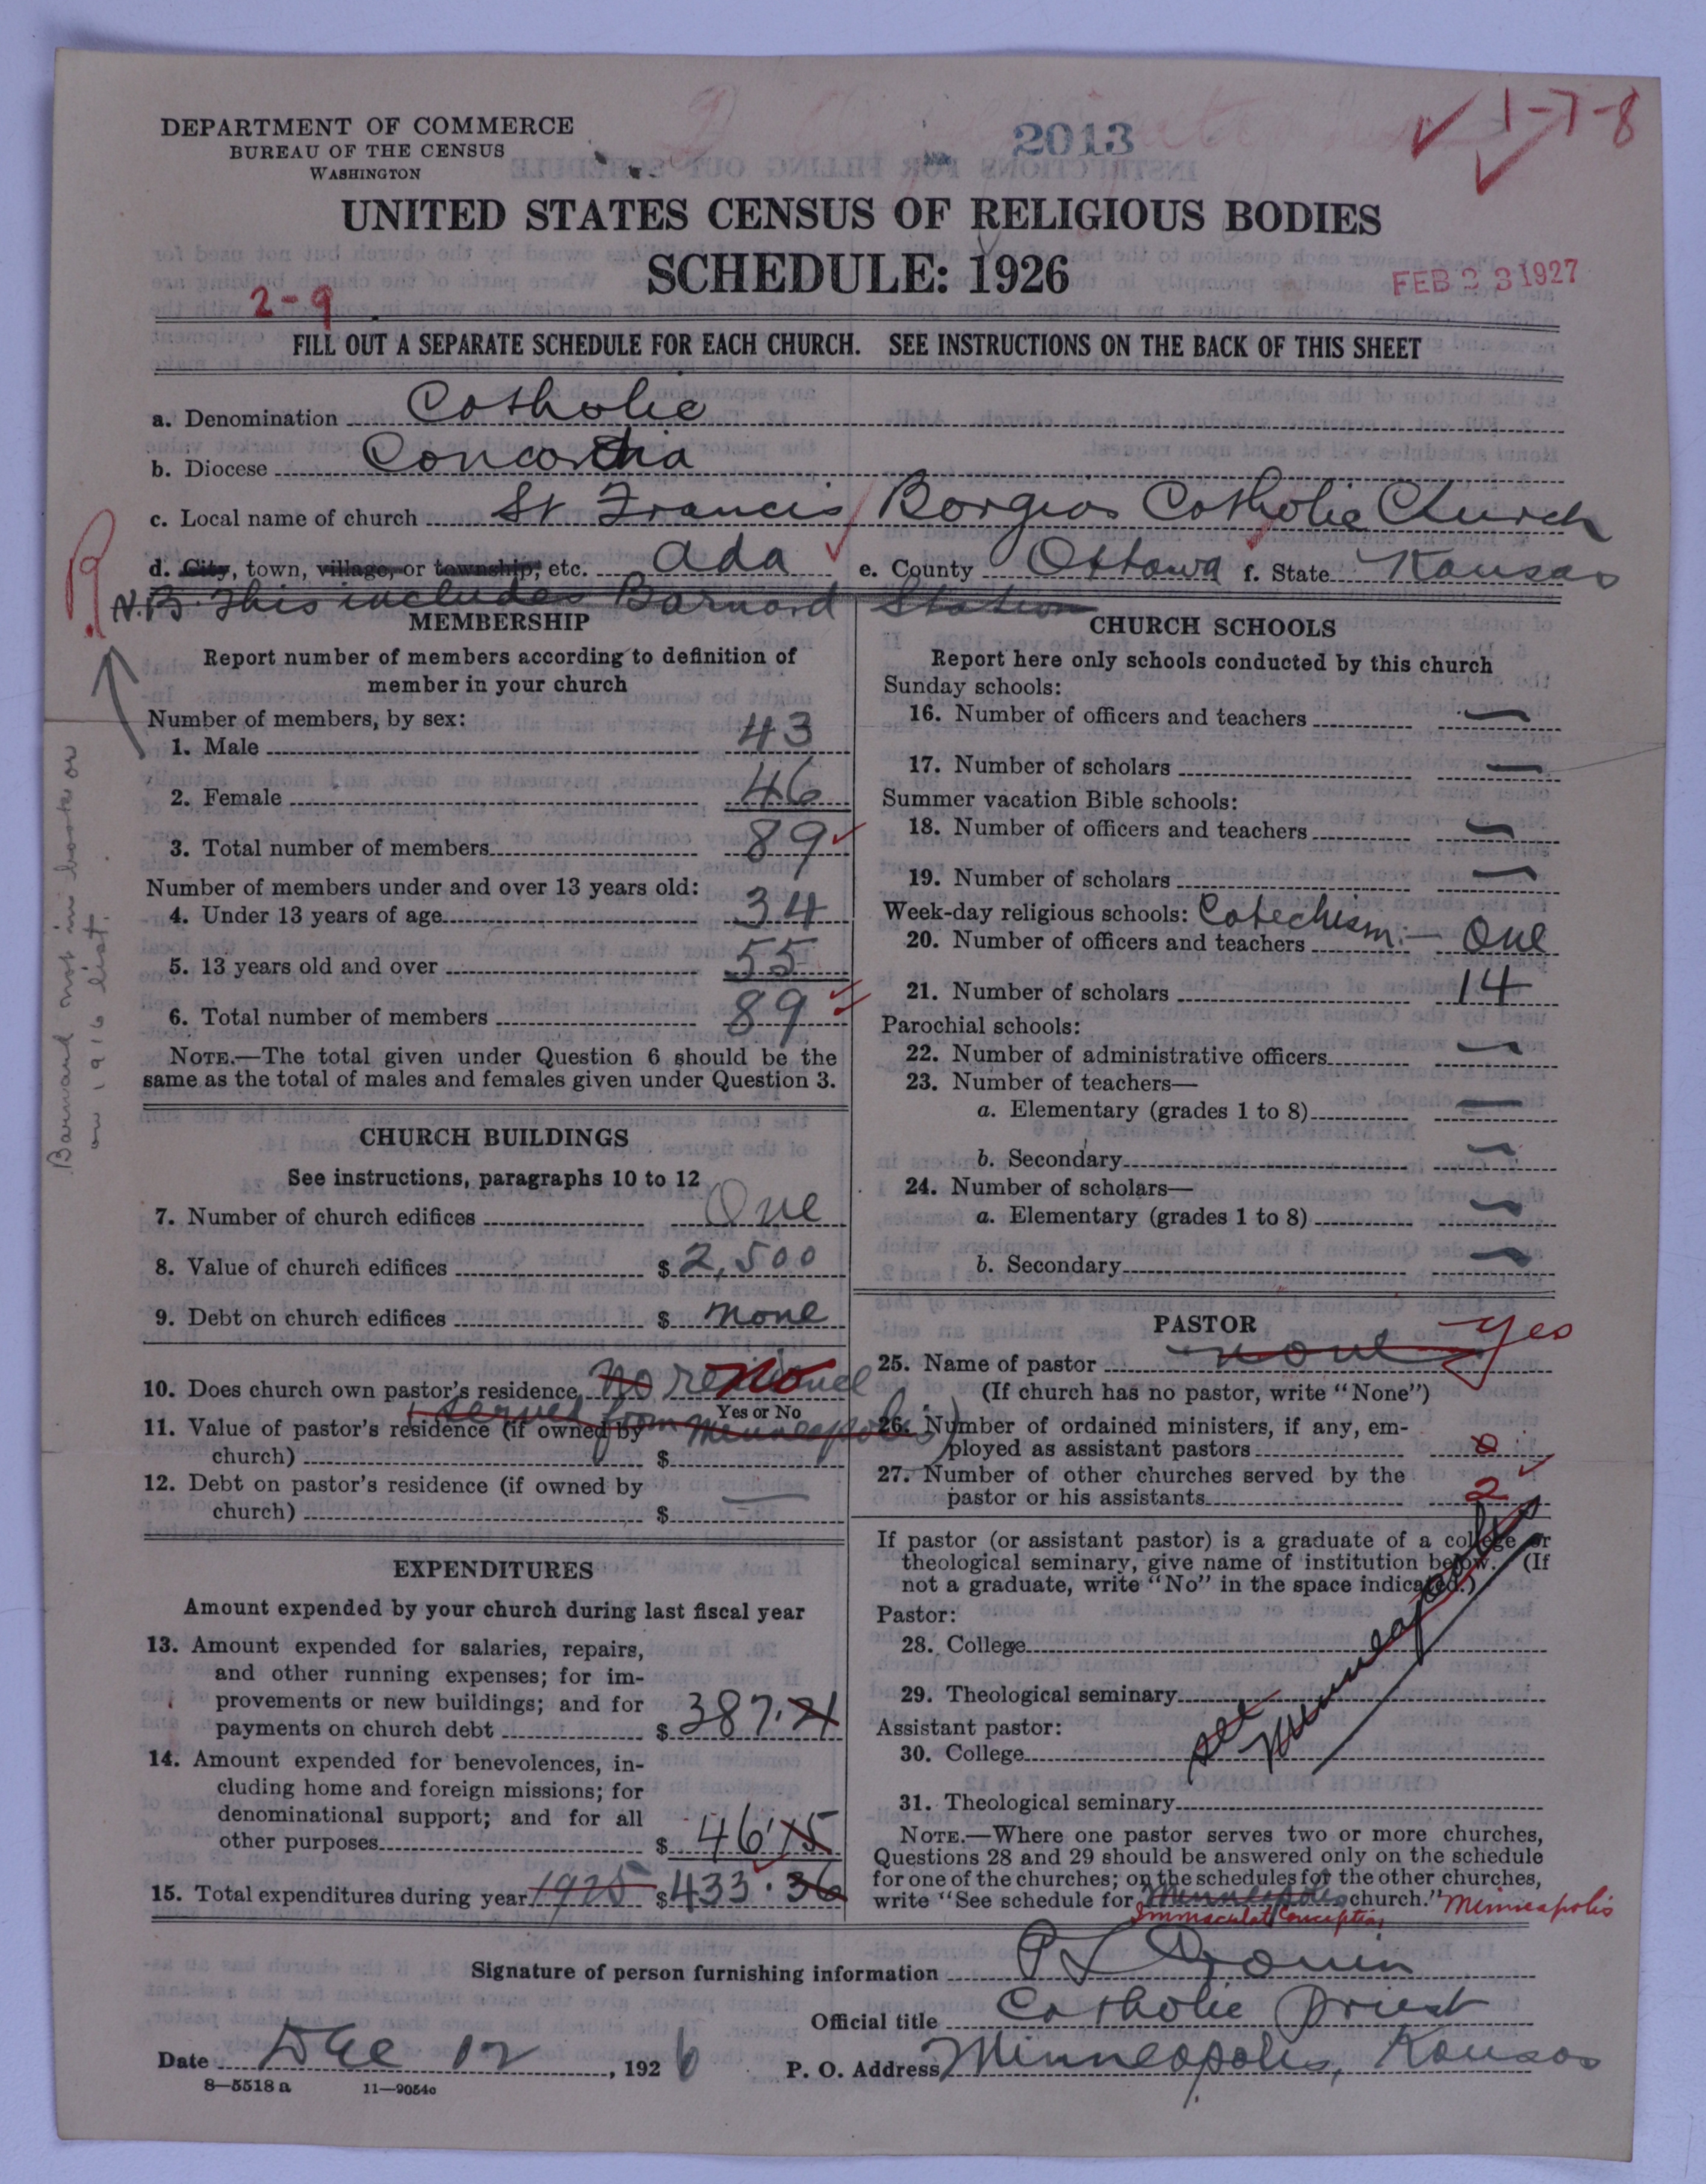 DEPARTMENT OF COMMERCE
BUREAU OF THE CENSUS
WASHINGTON
2013
1-7-8
UNITED STATES CENSUS OF RELIGIOUS BODIES
SCHEDULE: 1926
FEB 23 1927
2-9
FILL OUT A SEPARATE SCHEDULE FOR EACH CHURCH. SEE INSTRUCTIONS ON THE BACK OF THIS SHEET
a. Denomination Catholic
b. Diocese Concordia
c. Local name of church St Francis Borgias Catholic Church
d. City, town, village, or township, etc. Ada e. County Ottawa f. State Kansas
N.B. This includes Barnard Station
Barnard not in books or
on 1916 list.
MEMBERSHIP
Report number of members according to definition of
member in your church
Number of members, by sex:
1. Male 43
2. Female 46
3. Total number of members 89
Number of members under and over 13 years old:
4. Under 13 years of age 34
5. 13 years old and over 55
6. Total number of members 89
NOTE.—The total given under Question 6 should be the
same as the total of males and females given under Question 3.
CHURCH BUILDINGS
See instructions, paragraphs 10 to 12
7. Number of church edifices One
8. Value of church edifices $ 2,500
9. Debt on church edifices $ none
10. Does church own pastor's residence no residence No
Yes or No
served from Minneapolis)
11. Value of pastor's residence (if owned by
church) $
12. Debt on pastor's residence (if owned by
church) $ —
EXPENDITURES
Amount expended by your church during last fiscal year
13. Amount expended for salaries, repairs,
and other running expenses; for im-
provements or new buildings; and for
payments on church debt $ 387.21
14. Amount expended for benevolences, in-
cluding home and foreign missions; for
denominational support; and for all
other purposes $ 46.15
15. Total expenditures during year 1925 $ 433.36
CHURCH SCHOOLS
Report here only schools conducted by this church
Sunday schools:
16. Number of officers and teachers —
17. Number of scholars —
Summer vacation Bible schools:
18. Number of officers and teachers —
19. Number of scholars —
Week-day religious schools: Catechism:—
20. Number of officers and teachers One
21. Number of scholars 14
Parochial schools:
22. Number of administrative officers —
23. Number of teachers—
a. Elementary (grades 1 to 8) —
b. Secondary —
24. Number of scholars—
a. Elementary (grades 1 to 8) —
b. Secondary —
PASTOR
25. Name of pastor none yes
(If church has no pastor, write "None")
26. Number of ordained ministers, if any, em-
ployed as assistant pastors 0
27. Number of other churches served by the
pastor or his assistants 2
If pastor (or assistant pastor) is a graduate of a college or
theological seminary, give name of institution below. (If
not a graduate, write "No" in the space indicated.)
Pastor:
28. College
29. Theological seminary
Assistant pastor:
30. College
31. Theological seminary
see Minneapolis
NOTE.—Where one pastor serves two or more churches,
Questions 28 and 29 should be answered only on the schedule
for one of the churches; on the schedules for the other churches,
write "See schedule for Minneapolis church." Minneapolis
Immaculat Conception
Signature of person furnishing information
Official title Catholic Priest
Date Dec 12, 1926 P. O. Address Minneapolis, Kansas
8—5518 a 11—9054c